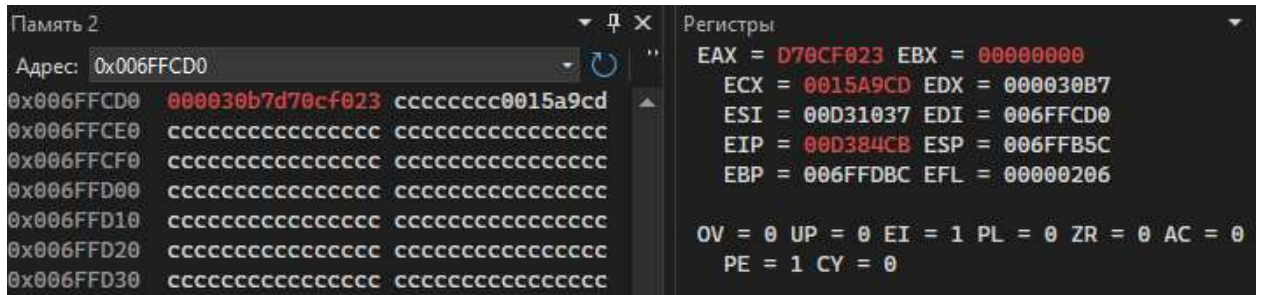 Память 2
Адрес: 0x006FFCD0
0x006FFCD0 000030b7d70cf023 cccccccc0015a9cd
0x006FFCE0 cccccccccccccccc cccccccccccccccc
0x006FFCF0 cccccccccccccccc cccccccccccccccc
0x006FFD00 cccccccccccccccc cccccccccccccccc
0x006FFD10 cccccccccccccccc cccccccccccccccc
0x006FFD20 cccccccccccccccc cccccccccccccccc
0x006FFD30 cccccccccccccccc cccccccccccccccc
Регистры
EAX = D70CF023 EBX = 00000000
ECX = 0015A9CD EDX = 000030B7
ESI = 00D31037 EDI = 006FFCD0
EIP = 00D384CB ESP = 006FFB5C
EBP = 006FFDBC EFL = 00000206
OV = 0 UP = 0 EI = 1 PL = 0 ZR = 0 AC = 0
PE = 1 CY = 0